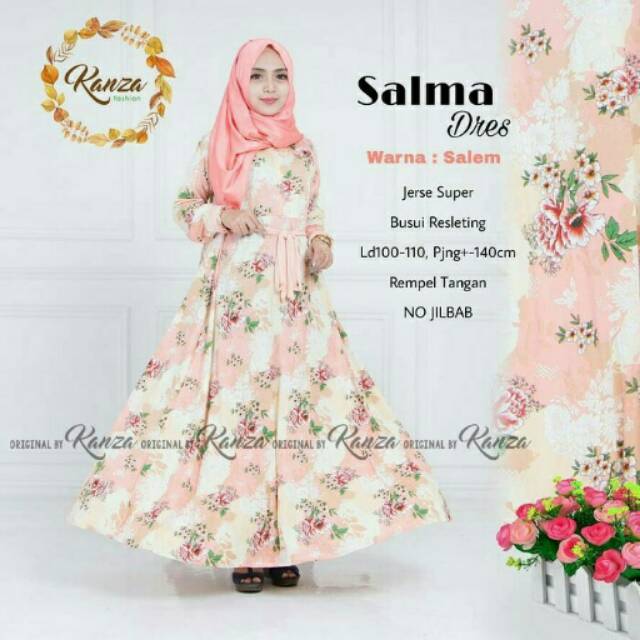 Kanza
fashion
Salma
Dres
Warna : Salem
Jerse Super
Busui Resleting
Ld100-110, Pjng+-140cm
Rempel Tangan
NO JILBAB
ORIGINAL BY Kanza ORIGINAL BY Kanza ORIGINAL BY Kanza ORIGINAL BY Kanza